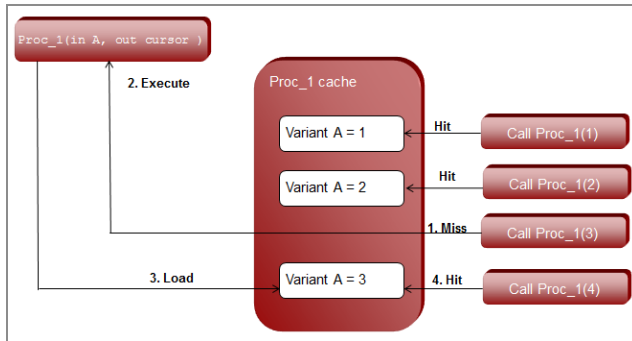 Proc_1(in A, out cursor )
2. Execute
Proc_1 cache
Variant A = 1
Hit
Call Proc_1(1)
Variant A = 2
Hit
Call Proc_1(2)
1. Miss
Call Proc_1(3)
3. Load
Variant A = 3
4. Hit
Call Proc_1(4)